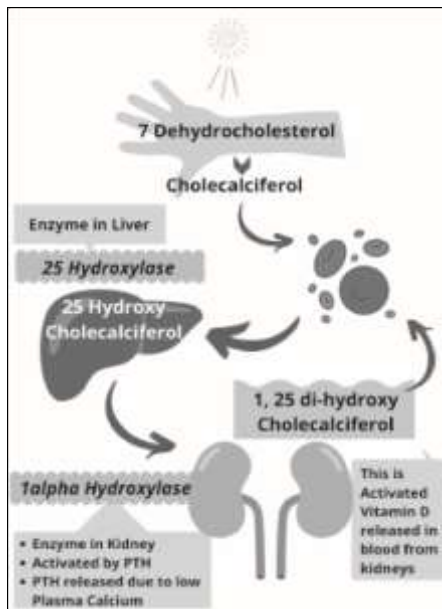 7 Dehydrocholesterol
Cholecalciferol
Enzyme in Liver
25 Hydroxylase
25 Hydroxy
Cholecalciferol
1, 25 di-hydroxy
Cholecalciferol
1alpha Hydroxylase
This is
Activated
Vitamin D
released in
blood from
kidneys
• Enzyme in Kidney
• Activated by PTH
• PTH released due to low
Plasma Calcium